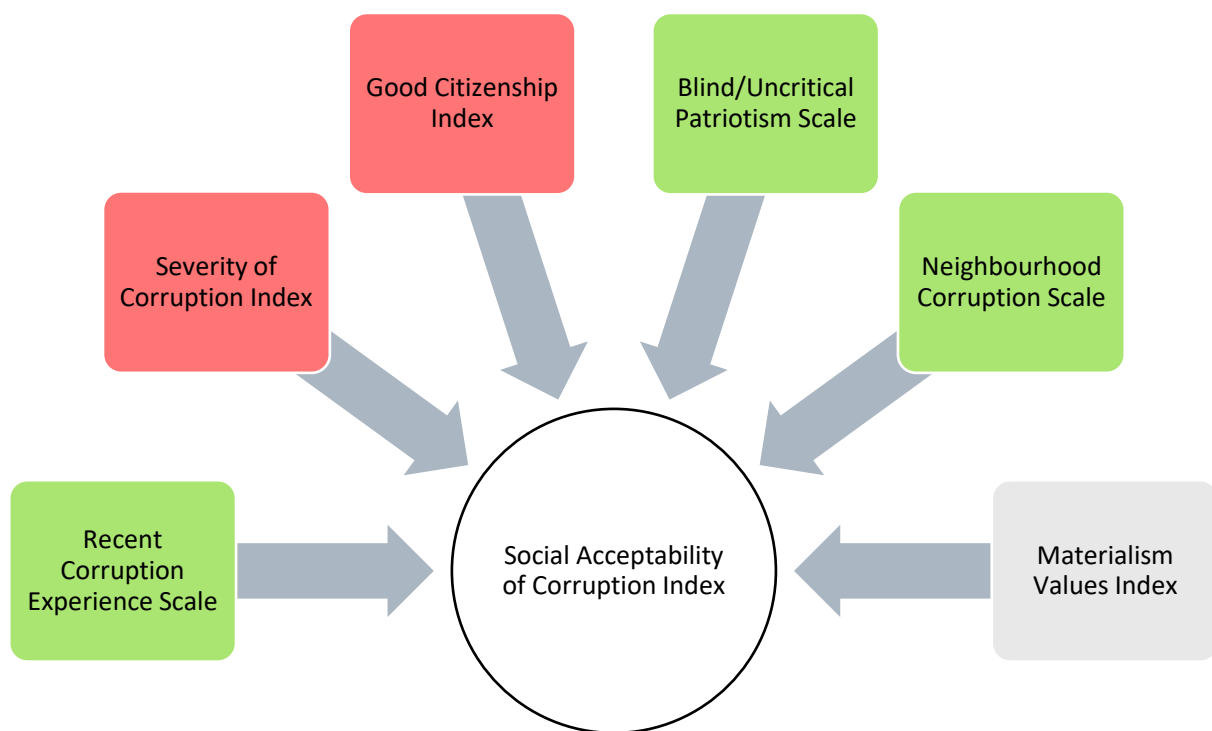 Good Citizenship
Index
Blind/Uncritical
Patriotism Scale
Severity of
Corruption Index
Neighbourhood
Corruption Scale
Recent
Corruption
Experience Scale
Social Acceptability
of Corruption Index
Materialism
Values Index